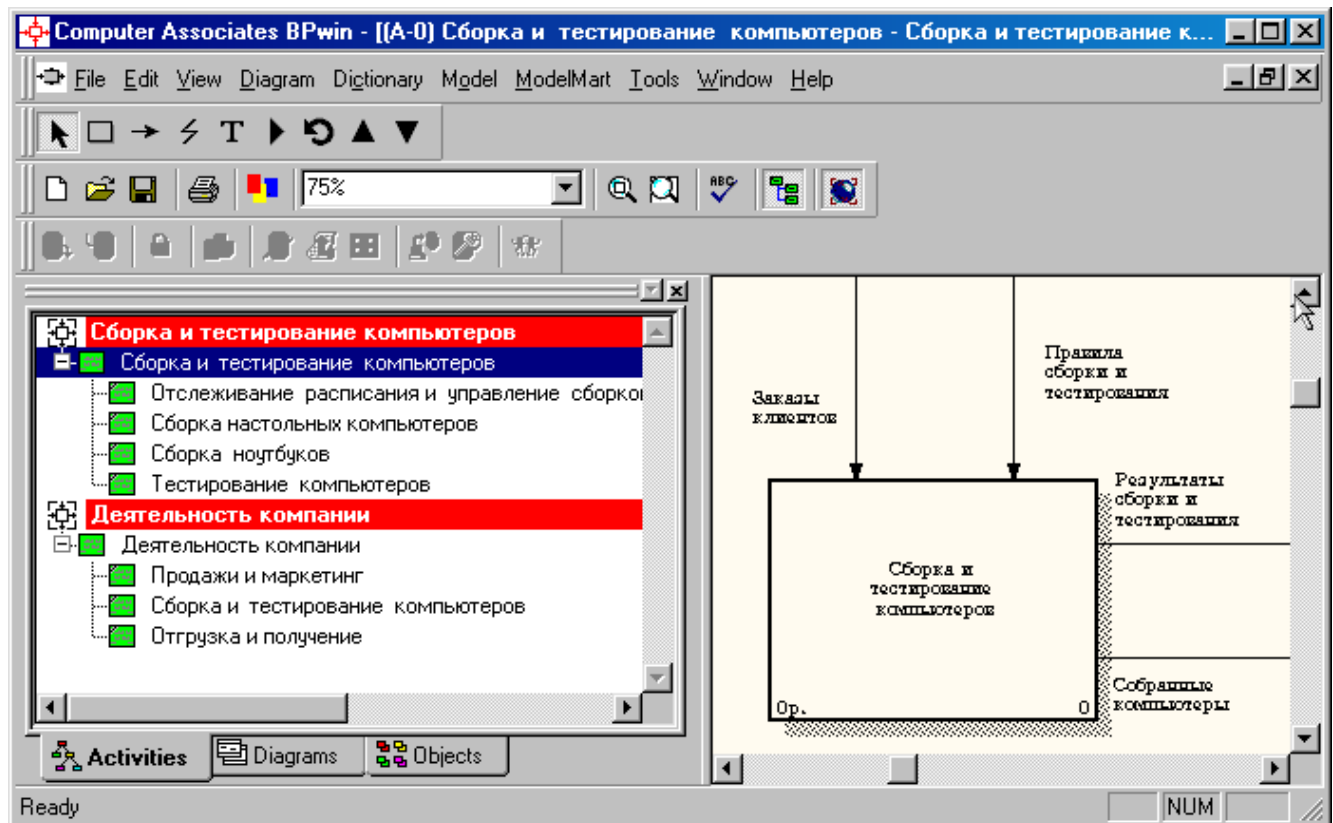 Computer Associates BPwin - [(A-0) Сборка и тестирование компьютеров - Сборка и тестирование к...
File Edit View Diagram Dictionary Model ModelMart Tools Window Help
T
75%
ABC
Сборка и тестирование компьютеров
Сборка и тестирование компьютеров
Отслеживание расписания и управление сборкой
Сборка настольных компьютеров
Сборка ноутбуков
Тестирование компьютеров
Деятельность компании
Деятельность компании
Продажи и маркетинг
Сборка и тестирование компьютеров
Отгрузка и получение
Activities Diagrams Objects
Заказы
клиентов
Правила
сборки и
тестирования
Результаты
сборки и
тестирования
Сборка и
тестирование
компьютеров
0р. 0
Собранные
компьютеры
Ready NUM